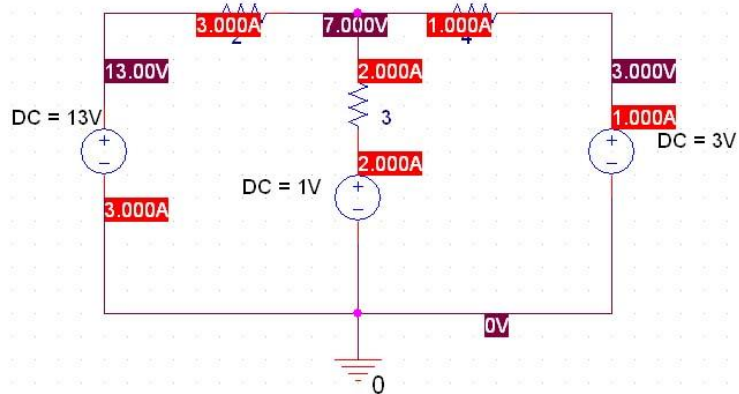 3.000A
7.000V
1.000A
2
4
13.00V
2.000A
3.000V
DC = 13V
3
1.000A
DC = 3V
2.000A
DC = 1V
3.000A
0V
0